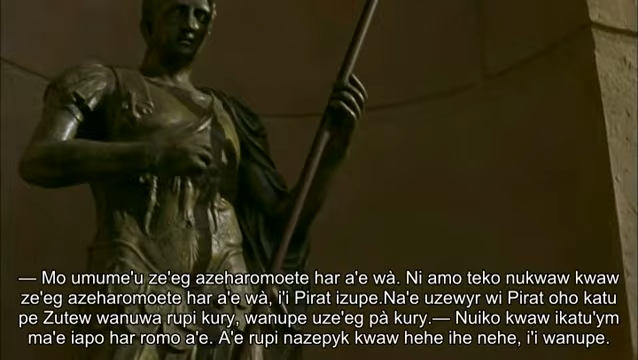 — Mo umume'u ze'eg azeharomoete har a'e wà. Ni amo teko nukwaw kwaw
ze'eg azeharomoete har a'e wà, i'i Pirat izupe.Na'e uzewyr wi Pirat oho katu
pe Zutew wanuwa rupi kury, wanupe uze'eg pà kury.— Nuiko kwaw ikatu'ym
ma'e iapo har romo a'e. A'e rupi nazepyk kwaw hehe ihe nehe, i'i wanupe.